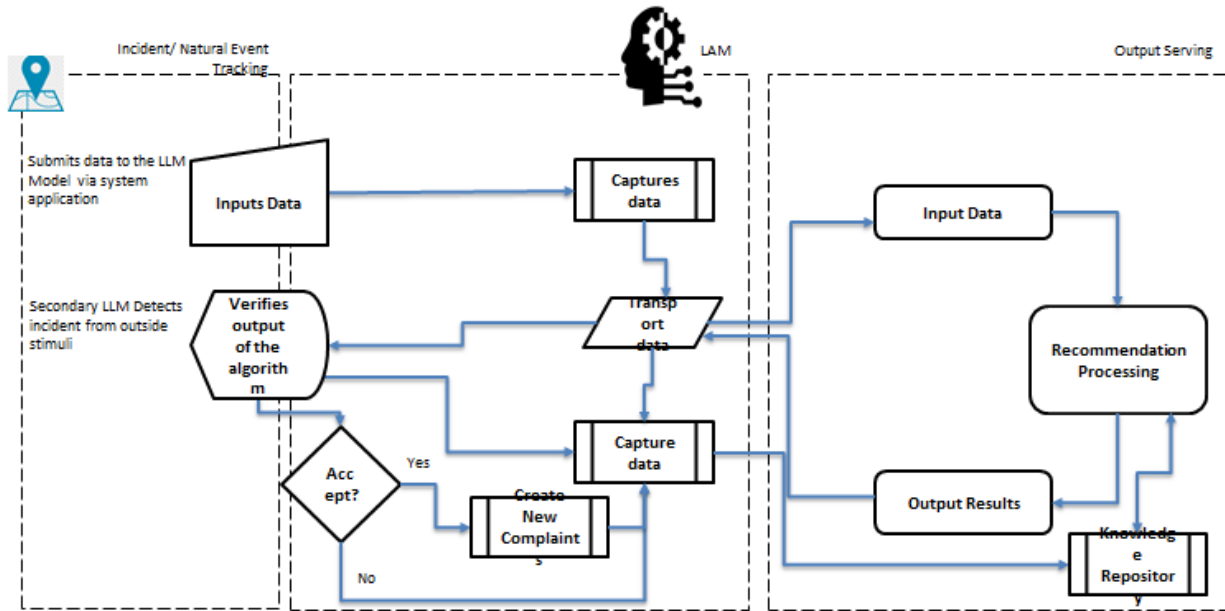 Incident/ Natural Event
Tracking
LAM
Output Serving
Submits data to the LLM
Model via system
application
Inputs Data
Captures
data
Input Data
Secondary LLM Detects
incident from outside
stimuli
Verifies
output
of the
algorith
m
Transp
ort
data
Recommendation
Processing
Acc
ept?
Yes
Capture
data
Create
New
Complaint
s
Output Results
No
Knowledg
e
Repositor
y